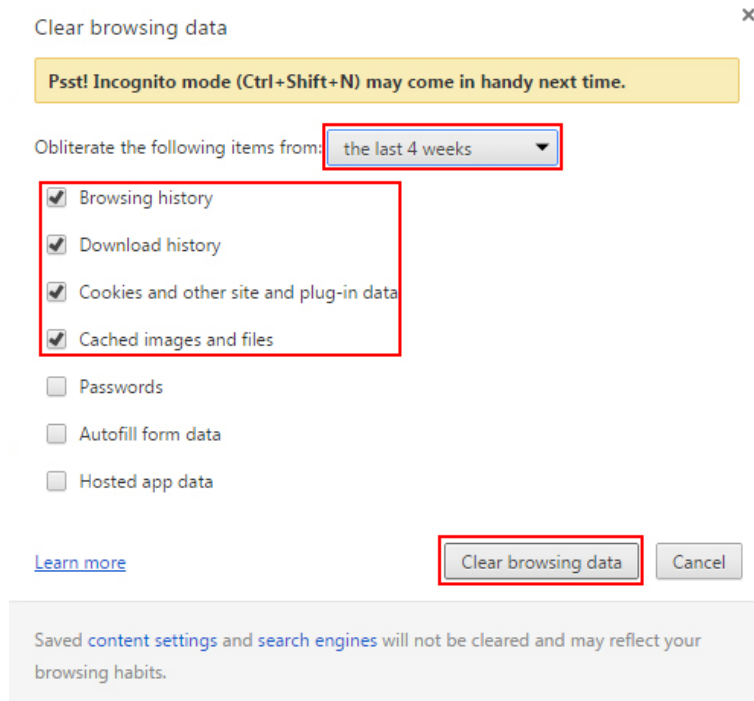 Clear browsing data
Psst! Incognito mode (Ctrl+Shift+N) may come in handy next time.
Obliterate the following items from: the last 4 weeks
Browsing history
Download history
Cookies and other site and plug-in data
Cached images and files
Passwords
Autofill form data
Hosted app data
Learn more Clear browsing data Cancel
Saved content settings and search engines will not be cleared and may reflect your
browsing habits.